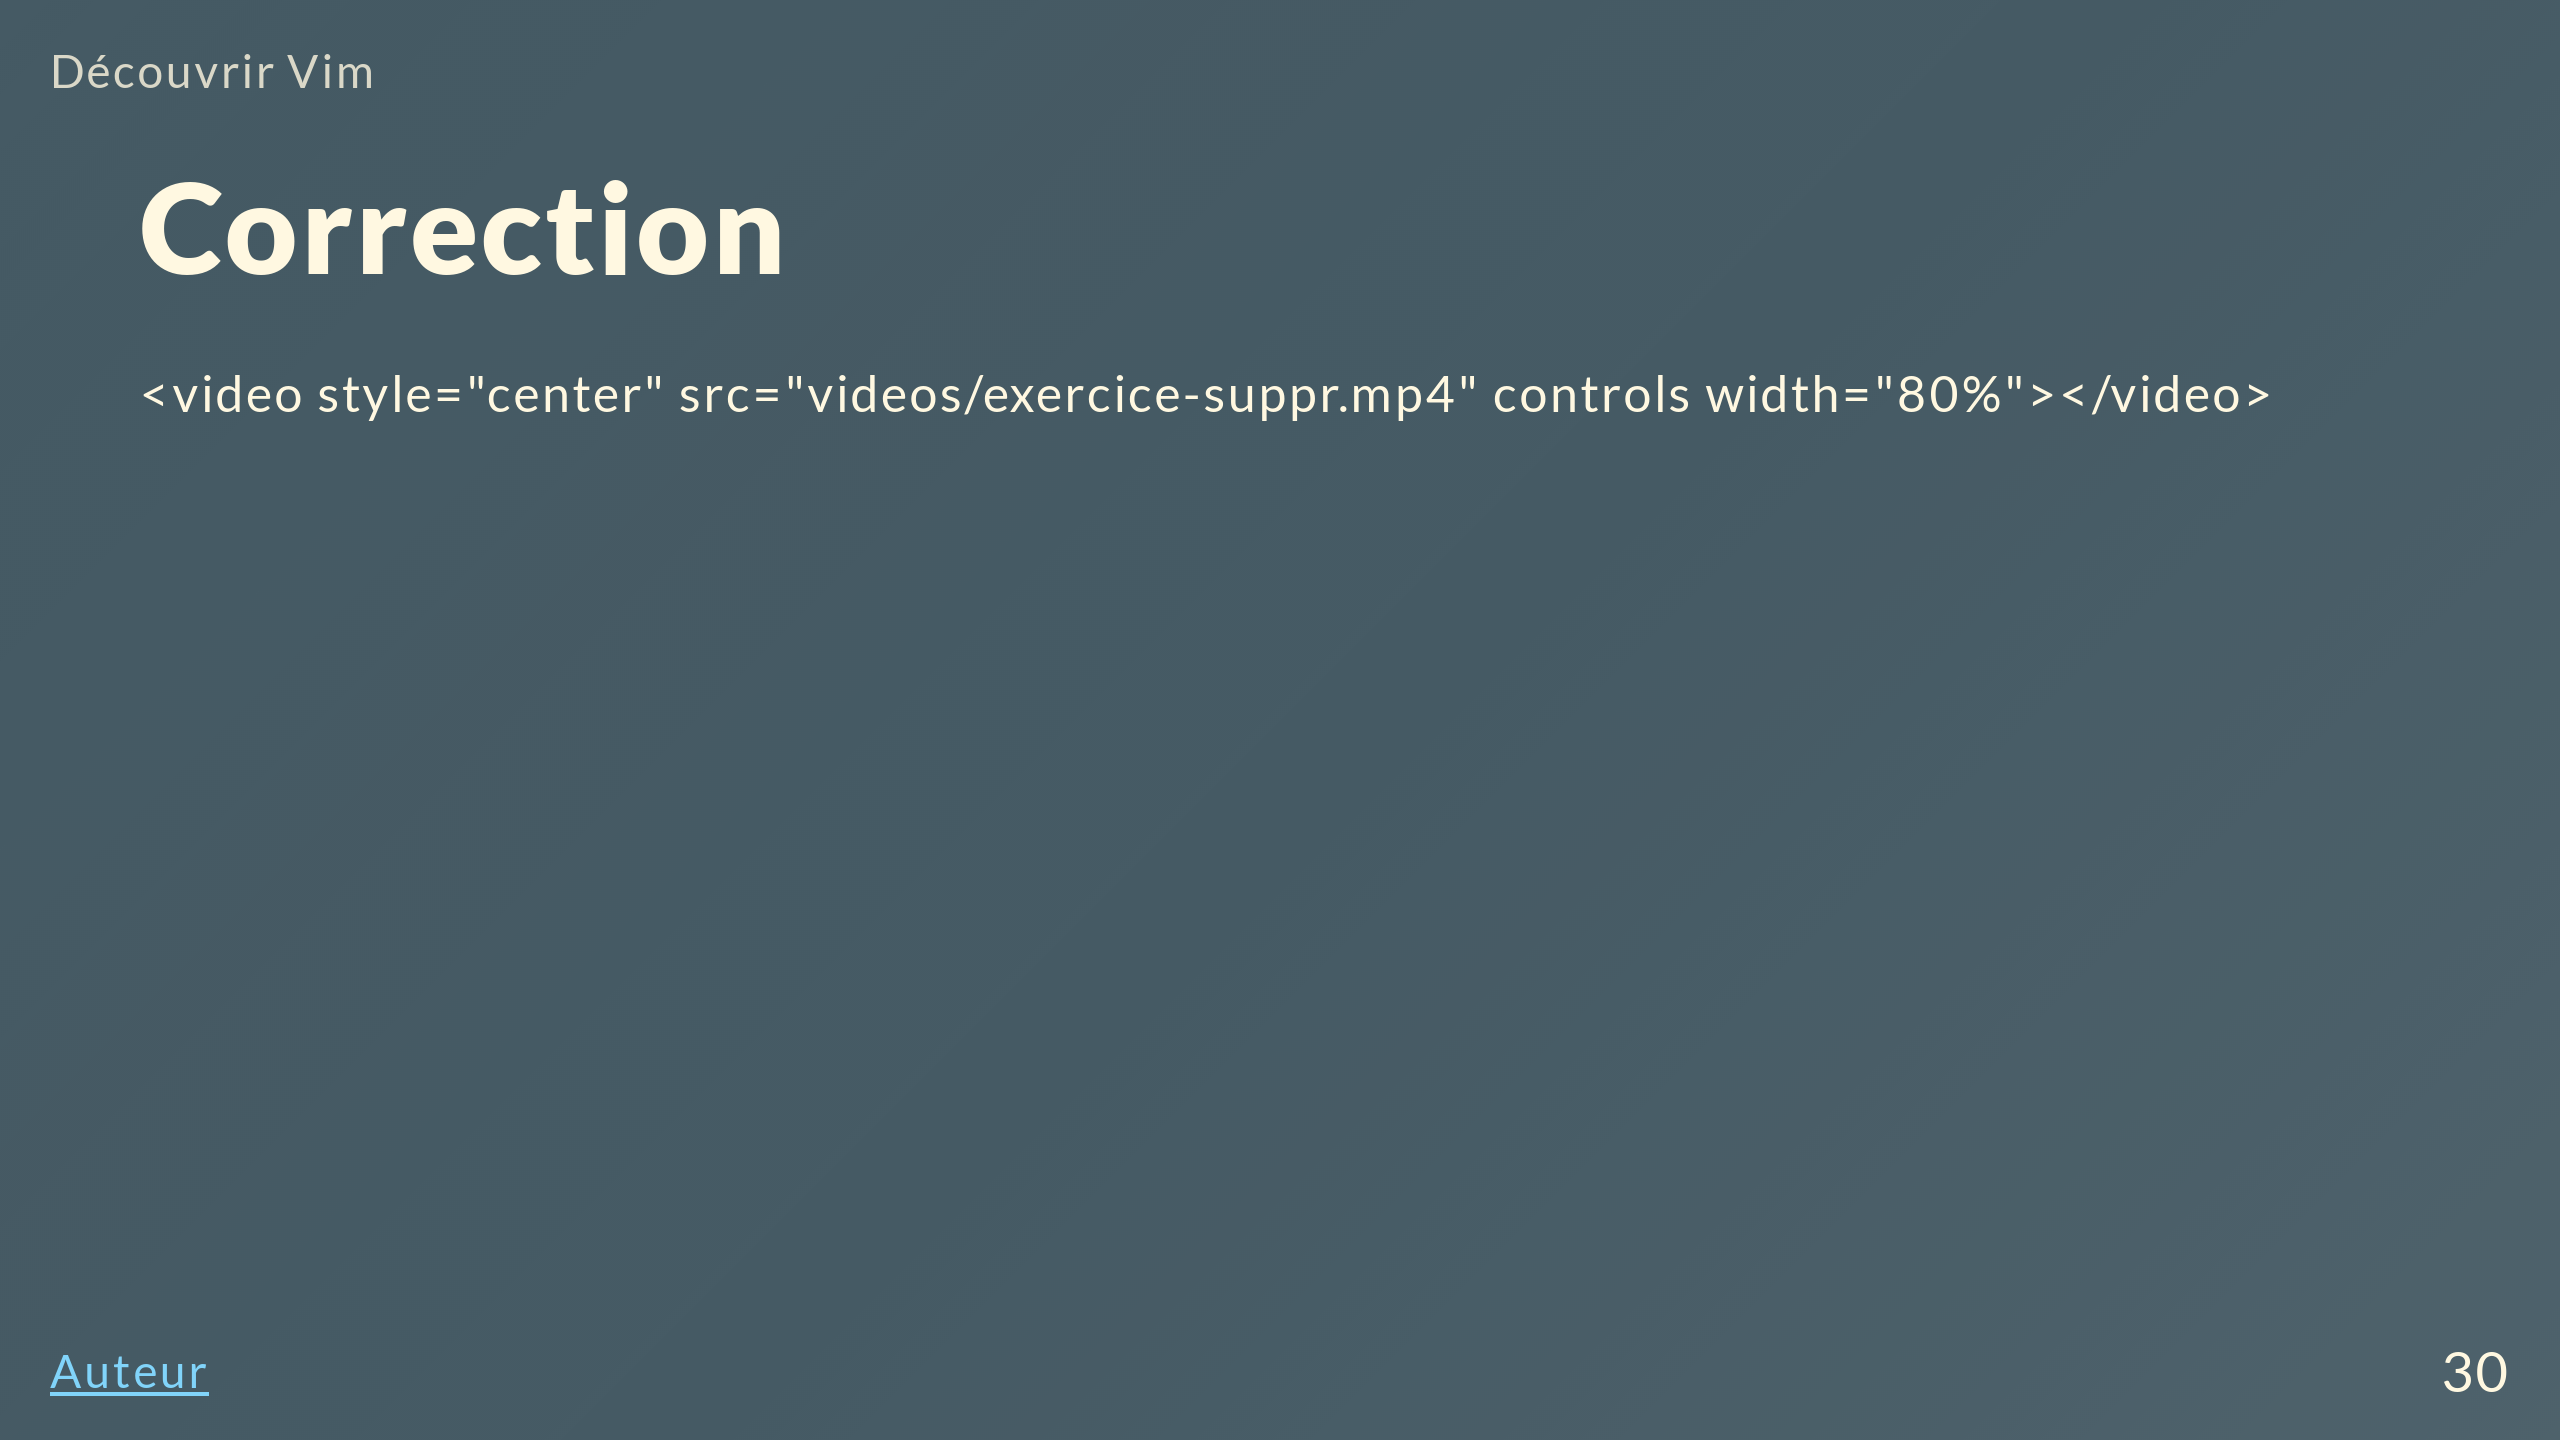 Découvrir Vim
Correction
<video style="center" src="videos/exercice-suppr.mp4" controls width="80%"></video>
Auteur
30